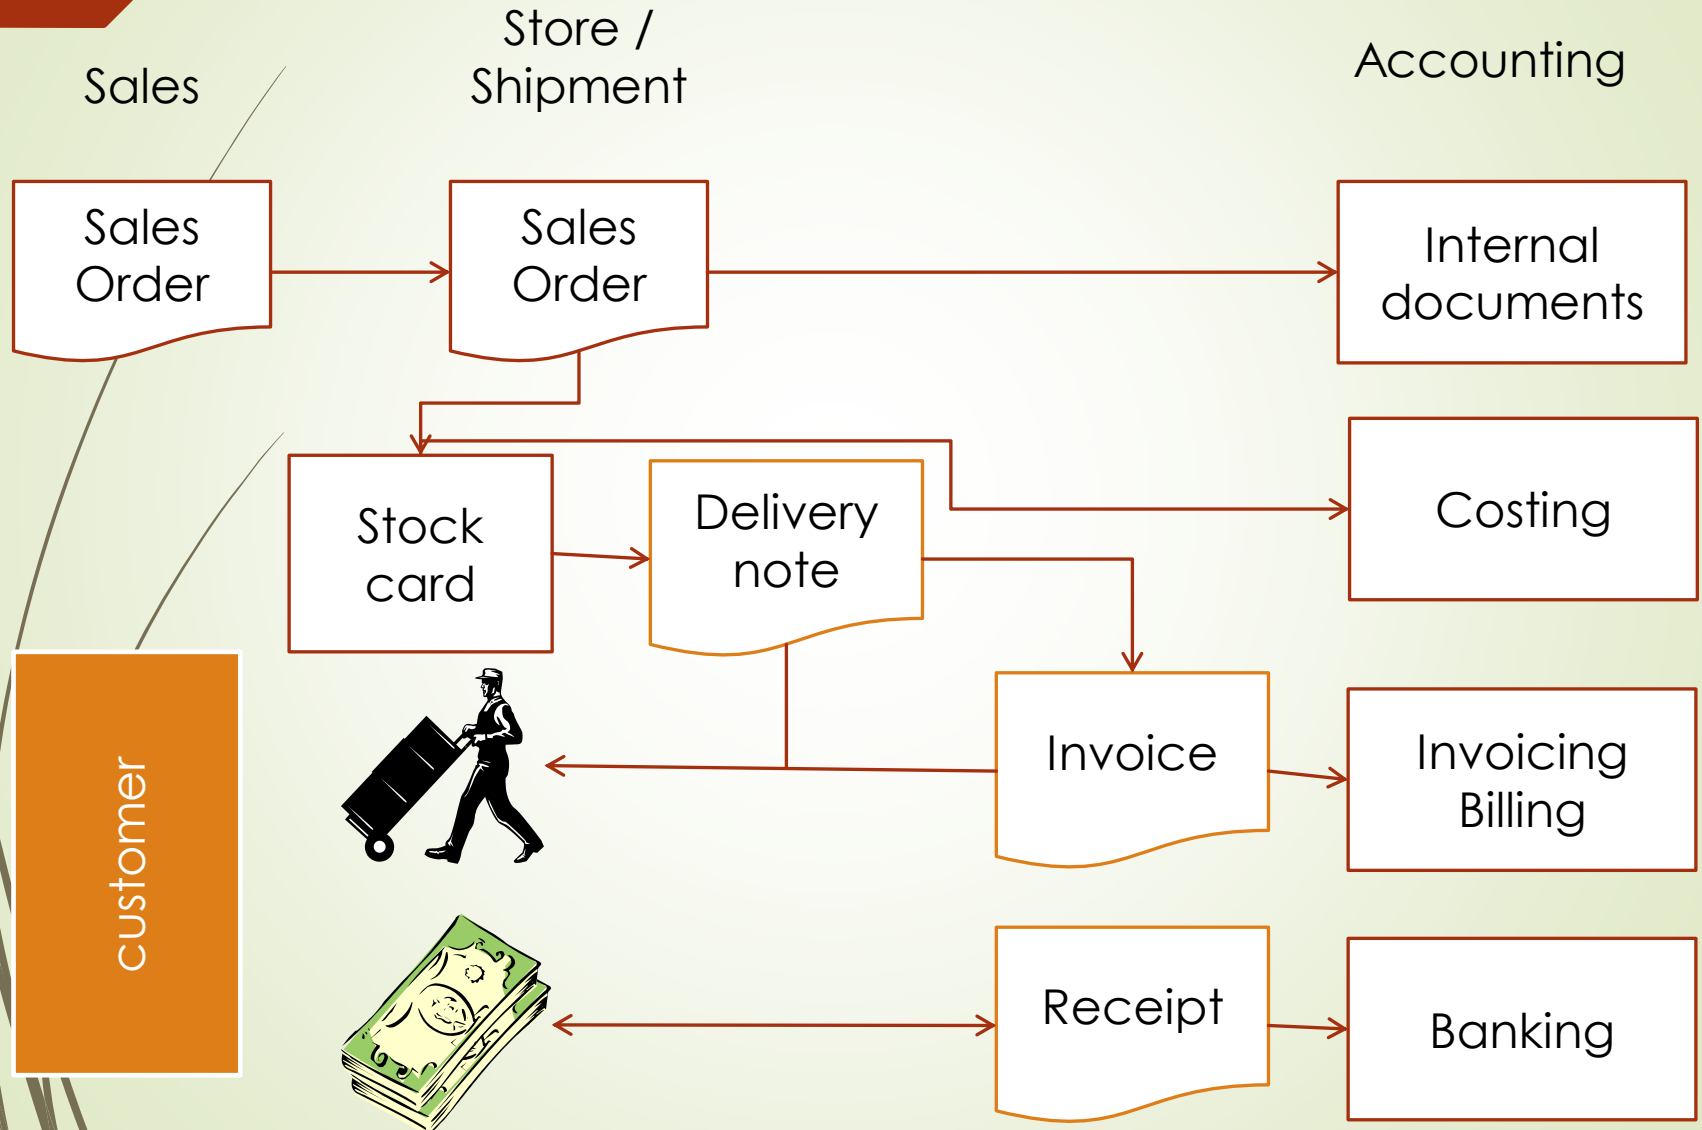 Sales
Store /
Shipment
Accounting
Sales
Order
Sales
Order
Internal
documents
Stock
card
Delivery
note
Costing
customer
Invoice
Invoicing
Billing
Receipt
Banking